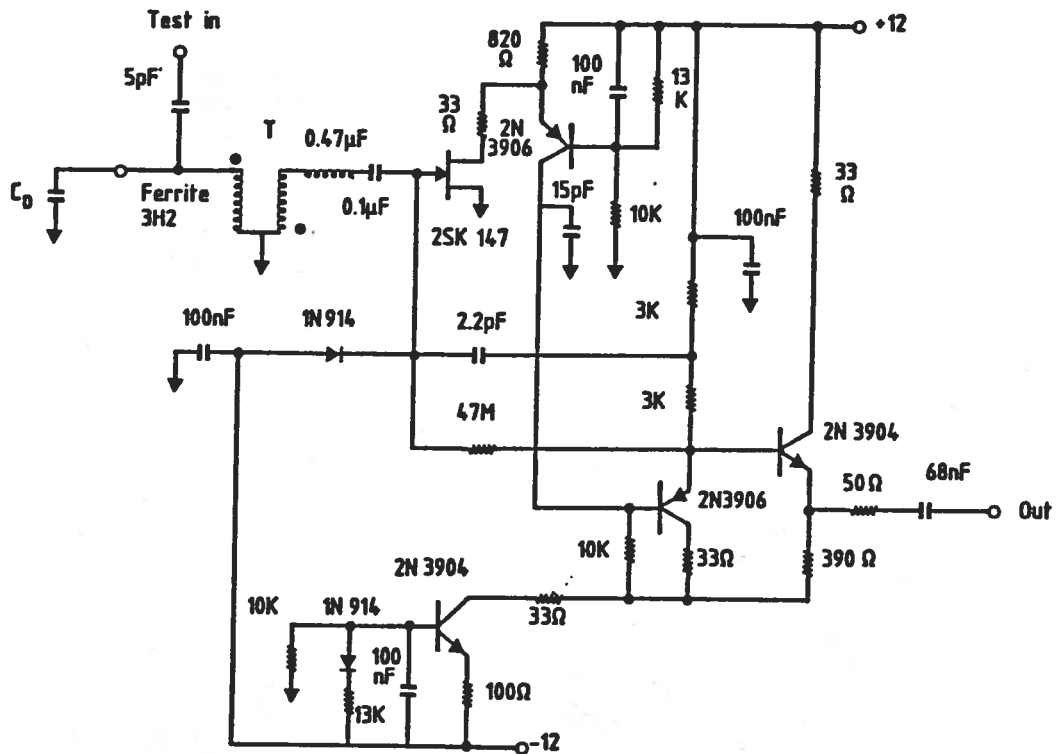 Test in
+12
820
Ω
100
nF
13
K
5pF
33
Ω
2N
3906
T
0.47µF
33
Ω
C_D
Ferrite
3H2
0.1µF
15pF
10K
100nF
2SK 147
3K
100nF
1N 914
2.2pF
3K
47M
2N 3904
50Ω
68nF
2N3906
Out
10K
33Ω
390 Ω
2N 3904
10K
1N 914
33Ω
100
nF
100Ω
13K
-12